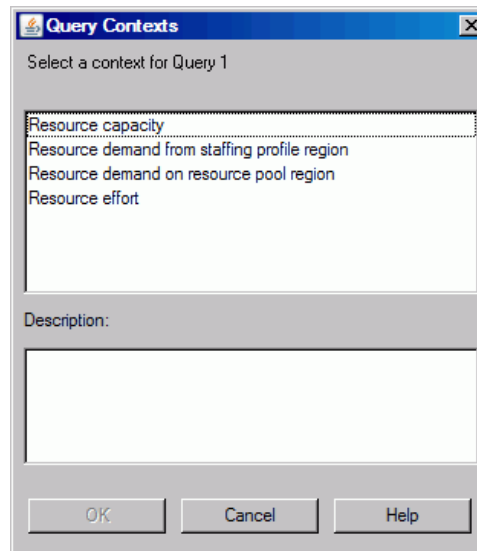 Query Contexts
Select a context for Query 1
Resource capacity
Resource demand from staffing profile region
Resource demand on resource pool region
Resource effort
Description:
OK
Cancel
Help